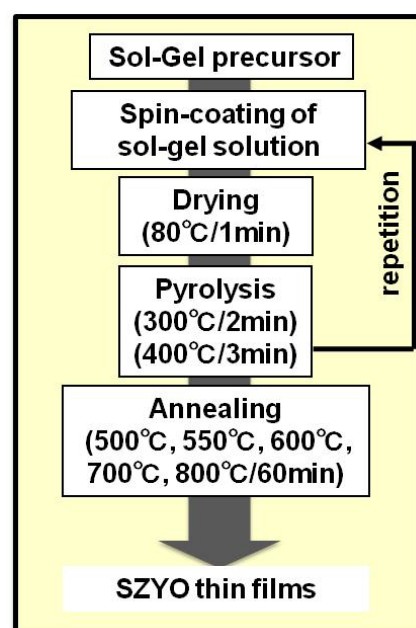 Sol-Gel precursor
Spin-coating of
sol-gel solution
Drying
(80℃/1min)
Pyrolysis
(300℃/2min)
(400℃/3min)
repetition
Annealing
(500℃, 550℃, 600℃,
700℃, 800℃/60min)
SZYO thin films